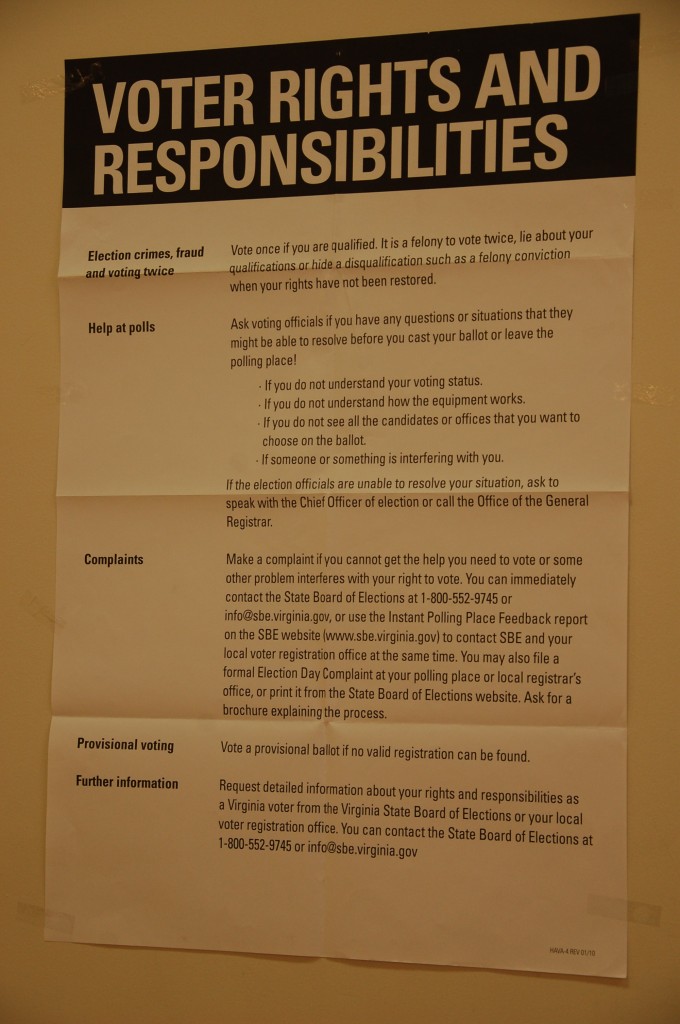 VOTER RIGHTS AND
RESPONSIBILITIES
Election crimes, fraud
and voting twice
Vote once if you are qualified. It is a felony to vote twice, lie about your
qualifications or hide a disqualification such as a felony conviction
when your rights have not been restored.
Help at polls
Ask voting officials if you have any questions or situations that they
might be able to resolve before you cast your ballot or leave the
polling place!
· If you do not understand your voting status.
· If you do not understand how the equipment works.
· If you do not see all the candidates or offices that you want to
choose on the ballot.
· If someone or something is interfering with you.
If the election officials are unable to resolve your situation, ask to
speak with the Chief Officer of election or call the Office of the General
Registrar.
Complaints
Make a complaint if you cannot get the help you need to vote or some
other problem interferes with your right to vote. You can immediately
contact the State Board of Elections at 1-800-552-9745 or
info@sbe.virginia.gov, or use the Instant Polling Place Feedback report
on the SBE website (www.sbe.virginia.gov) to contact SBE and your
local voter registration office at the same time. You may also file a
formal Election Day Complaint at your polling place or local registrar's
office, or print it from the State Board of Elections website. Ask for a
brochure explaining the process.
Provisional voting
Vote a provisional ballot if no valid registration can be found.
Further information
Request detailed information about your rights and responsibilities as
a Virginia voter from the Virginia State Board of Elections or your local
voter registration office. You can contact the State Board of Elections at
1-800-552-9745 or info@sbe.virginia.gov
HAVA-4 REV 01/10